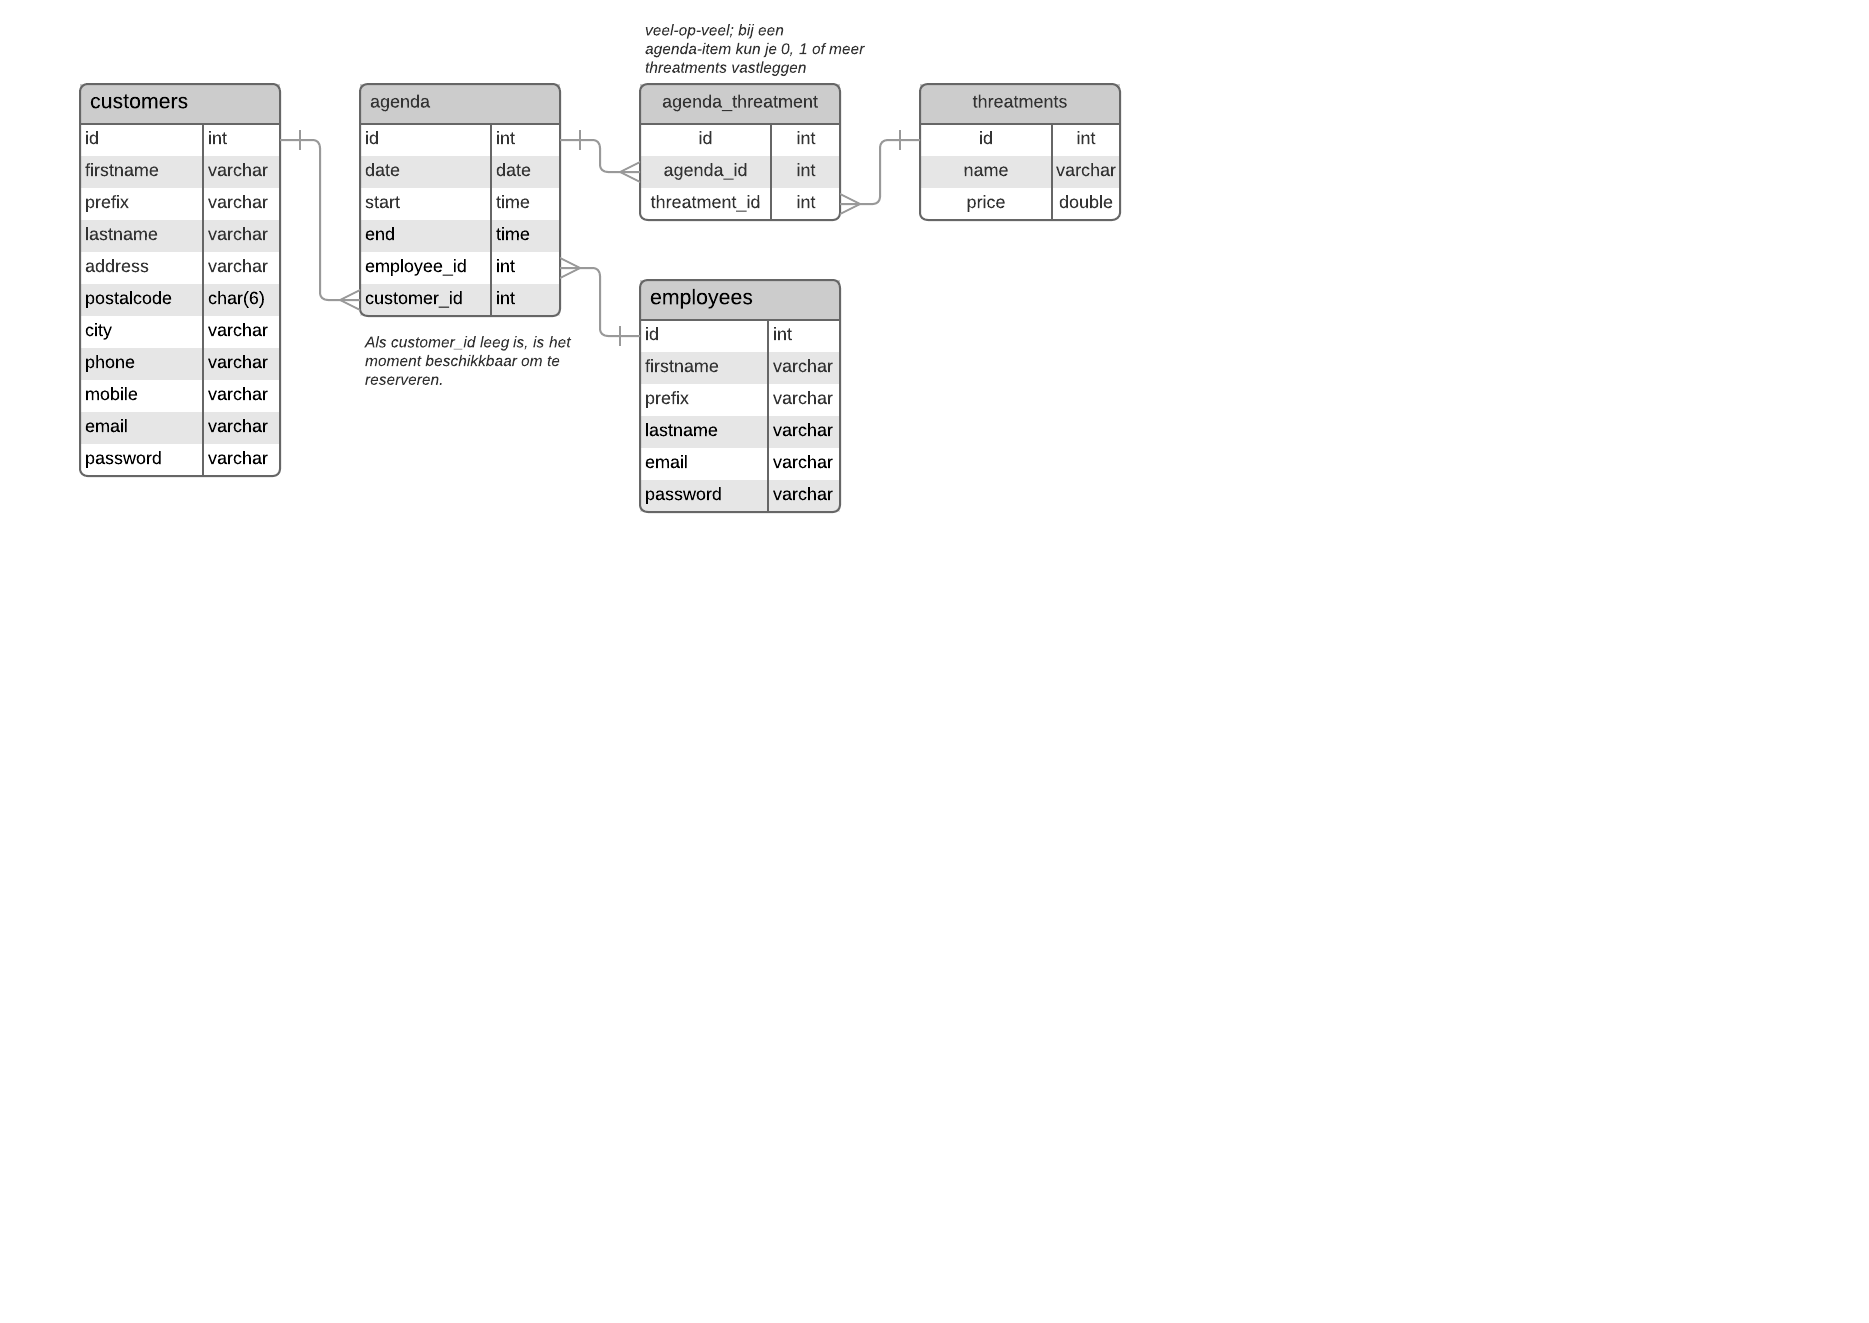 veel-op-veel; bij een
agenda-item kun je 0, 1 of meer
threatments vastleggen
customers
id int
firstname varchar
prefix varchar
lastname varchar
address varchar
postalcode char(6)
city varchar
phone varchar
mobile varchar
email varchar
password varchar
agenda
id int
date date
start time
end time
employee_id int
customer_id int
Als customer_id leeg is, is het
moment beschikkbaar om te
reserveren.
agenda_threatment
id int
agenda_id int
threatment_id int
threatments
id int
name varchar
price double
employees
id int
firstname varchar
prefix varchar
lastname varchar
email varchar
password varchar